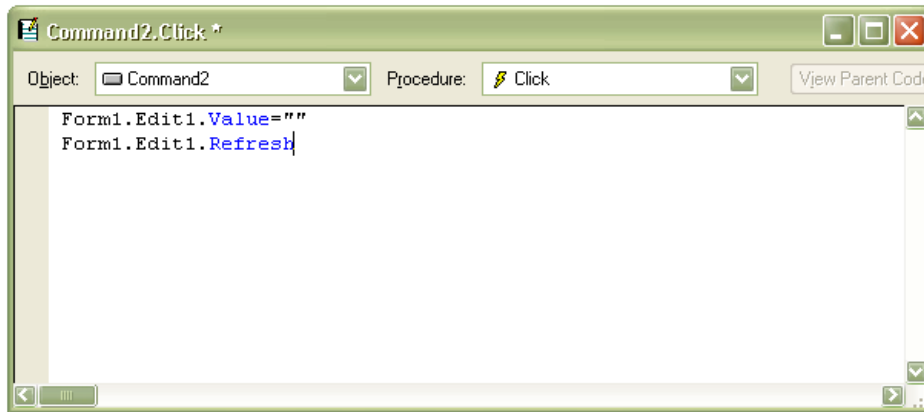 Command2.Click *
Object: Command2 Procedure: Click View Parent Code
Form1.Edit1.Value=""
Form1.Edit1.Refresh